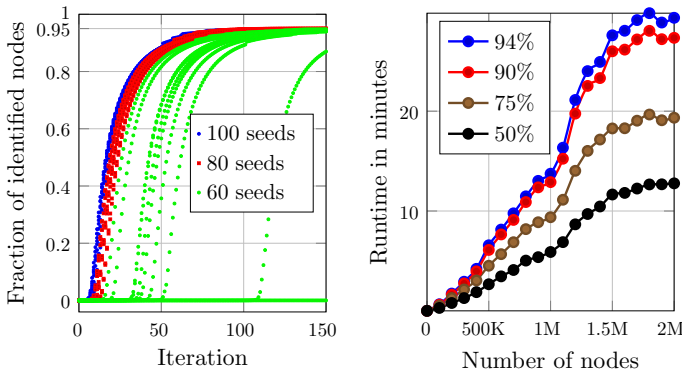 1
0.95
0.8
0.6
0.4
0.2
0
0
50
100
150
Fraction of identified nodes
Iteration
100 seeds
80 seeds
60 seeds
20
10
0
500K
1M
1.5M
2M
Runtime in minutes
Number of nodes
94%
90%
75%
50%